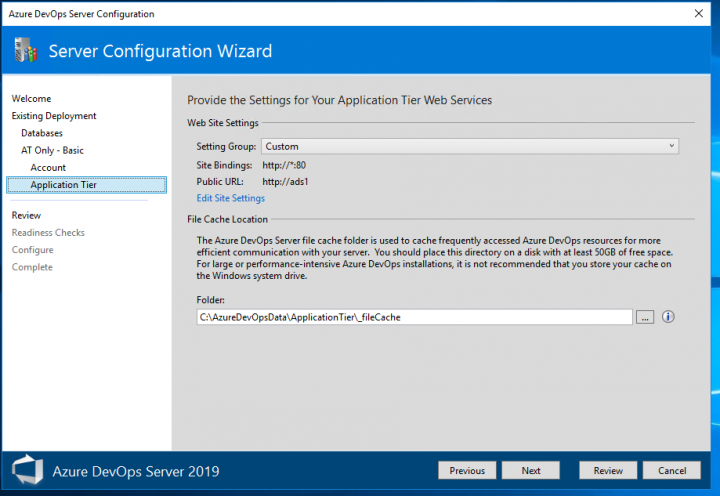 Azure DevOps Server Configuration
Server Configuration Wizard
Welcome
Existing Deployment
Databases
AT Only - Basic
Account
Application Tier
Review
Readiness Checks
Configure
Complete
Provide the Settings for Your Application Tier Web Services
Web Site Settings
Setting Group: Custom
Site Bindings: http://*:80
Public URL: http://ads1
Edit Site Settings
File Cache Location
The Azure DevOps Server file cache folder is used to cache frequently accessed Azure DevOps resources for more
efficient communication with your server. You should place this directory on a disk with at least 50GB of free space.
For large or performance-intensive Azure DevOps installations, it is not recommended that you store your cache on
the Windows system drive.
Folder:
C:\AzureDevOpsData\ApplicationTier\_fileCache
...
Azure DevOps Server 2019
Previous Next Review Cancel